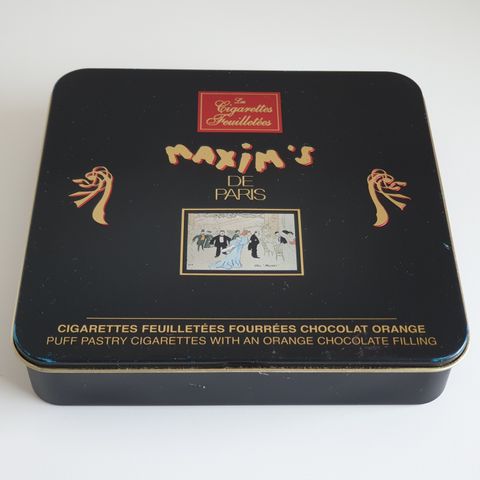 Les
Cigarettes
Feuilletées
MAXIM'S
DE
PARIS
CIGARETTES FEUILLETÉES FOURRÉES CHOCOLAT ORANGE
PUFF PASTRY CIGARETTES WITH AN ORANGE CHOCOLATE FILLING